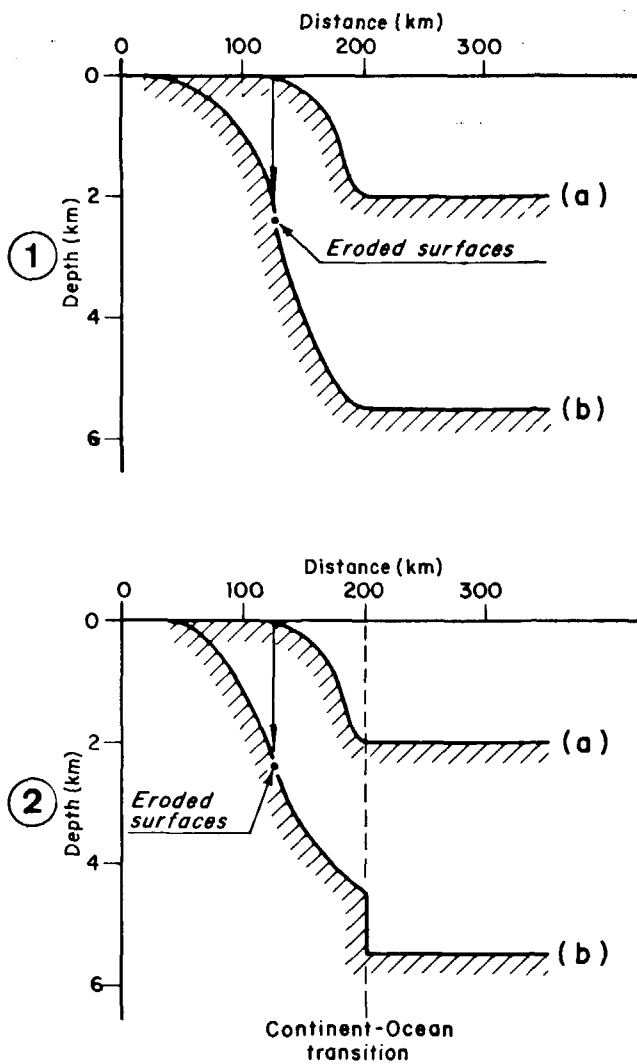 Distance (km)
0 100 200 300
0
2
4
6
Depth (km)
1
Eroded surfaces
(a)
(b)
Distance (km)
0 100 200 300
0
2
4
6
Depth (km)
2
Eroded
surfaces
(a)
(b)
Continent-Ocean
transition